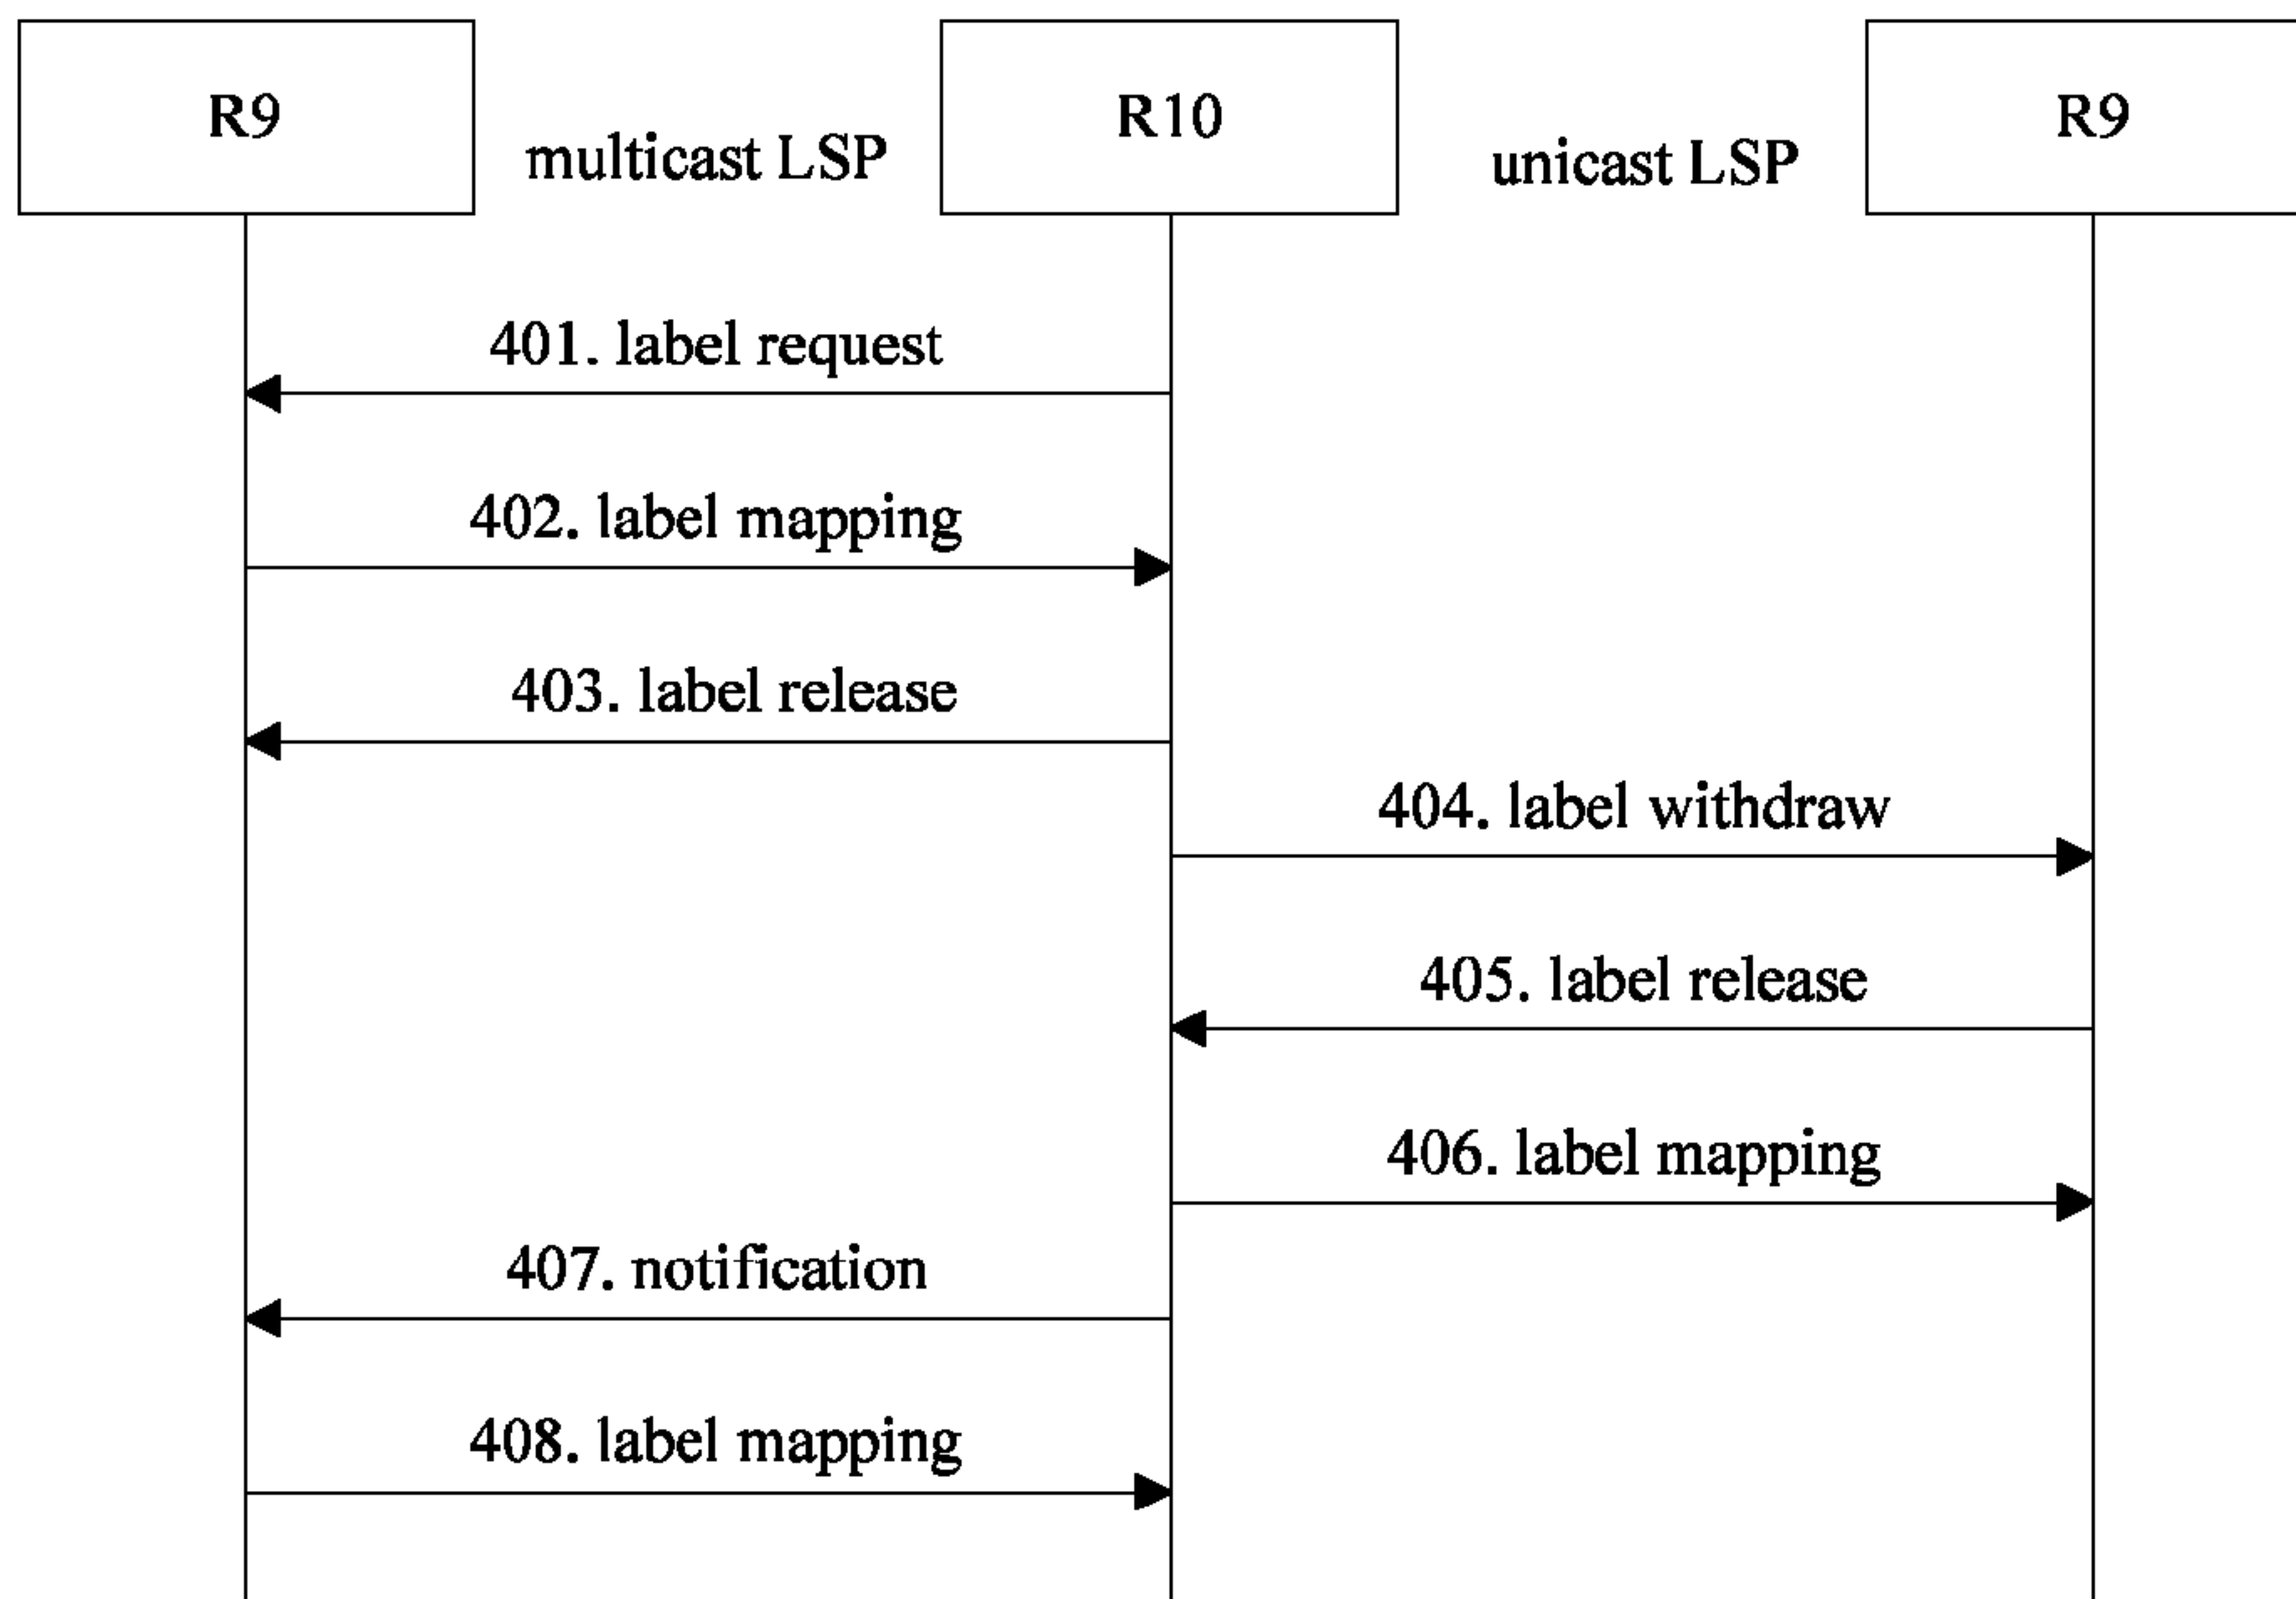 R9
R10
R9
multicast LSP
unicast LSP
401. label request
402. label mapping
403. label release
404. label withdraw
405. label release
406. label mapping
407. notification
408. label mapping